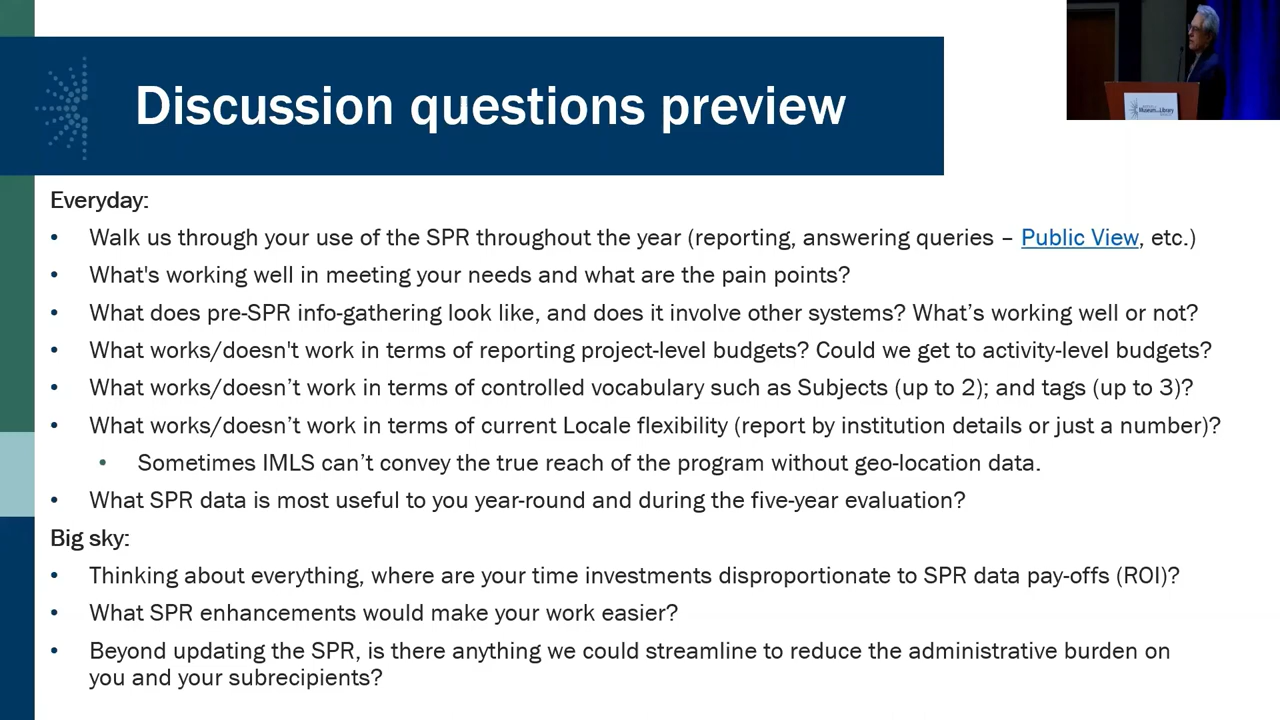 Discussion questions preview
Everyday:
• Walk us through your use of the SPR throughout the year (reporting, answering queries – Public View, etc.)
• What's working well in meeting your needs and what are the pain points?
• What does pre-SPR info-gathering look like, and does it involve other systems? What’s working well or not?
• What works/doesn't work in terms of reporting project-level budgets? Could we get to activity-level budgets?
• What works/doesn’t work in terms of controlled vocabulary such as Subjects (up to 2); and tags (up to 3)?
• What works/doesn’t work in terms of current Locale flexibility (report by institution details or just a number)?
• Sometimes IMLS can’t convey the true reach of the program without geo-location data.
• What SPR data is most useful to you year-round and during the five-year evaluation?
Big sky:
• Thinking about everything, where are your time investments disproportionate to SPR data pay-offs (ROI)?
• What SPR enhancements would make your work easier?
• Beyond updating the SPR, is there anything we could streamline to reduce the administrative burden on
you and your subrecipients?
Museum and Library